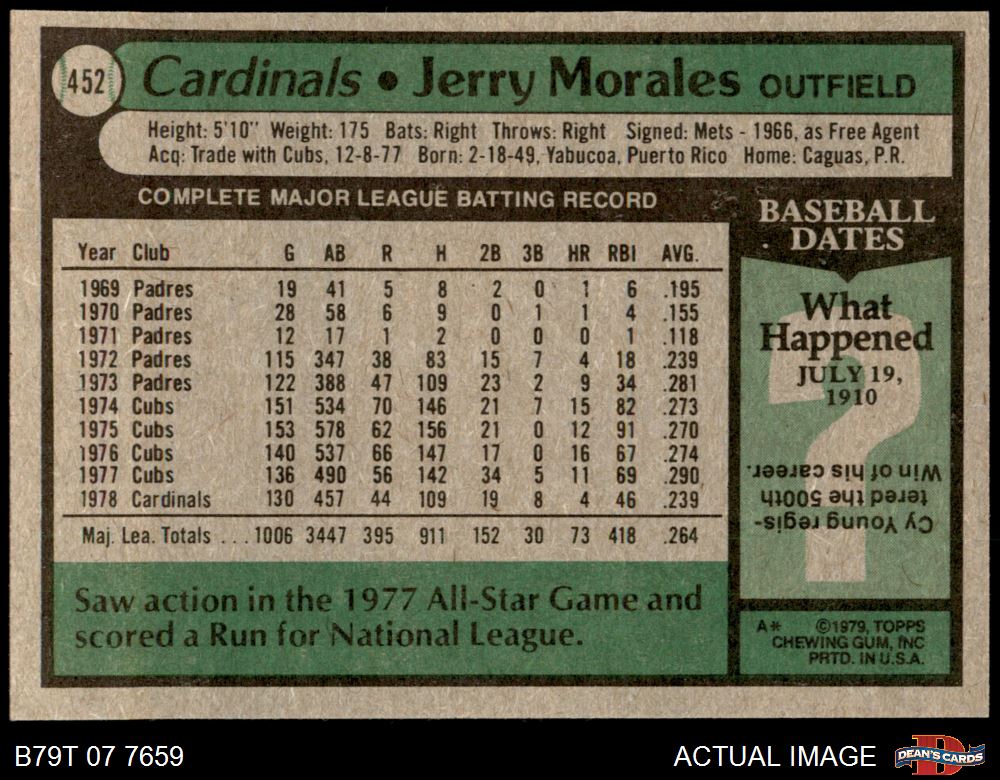 452 Cardinals • Jerry Morales OUTFIELD
Height: 5'10" Weight: 175 Bats: Right Throws: Right Signed: Mets - 1966, as Free Agent
Acq: Trade with Cubs, 12-8-77 Born: 2-18-49, Yabucoa, Puerto Rico Home: Caguas, P.R.
COMPLETE MAJOR LEAGUE BATTING RECORD
Year Club G AB R H 2B 3B HR RBI AVG.
1969 Padres 19 41 5 8 2 0 1 6 .195
1970 Padres 28 58 6 9 0 1 1 4 .155
1971 Padres 12 17 1 2 0 0 0 1 .118
1972 Padres 115 347 38 83 15 7 4 18 .239
1973 Padres 122 388 47 109 23 2 9 34 .281
1974 Cubs 151 534 70 146 21 7 15 82 .273
1975 Cubs 153 578 62 156 21 0 12 91 .270
1976 Cubs 140 537 66 147 17 0 16 67 .274
1977 Cubs 136 490 56 142 34 5 11 69 .290
1978 Cardinals 130 457 44 109 19 8 4 46 .239
Maj. Lea. Totals ... 1006 3447 395 911 152 30 73 418 .264
Saw action in the 1977 All-Star Game and
scored a Run for National League.
BASEBALL
DATES
What
Happened
JULY 19,
1910
?
Cy Young regis-
tered the 500th
Win of his career.
A* ©1979, TOPPS
CHEWING GUM, INC
PRTD. IN U.S.A.
B79T 07 7659
ACTUAL IMAGE
D
DEAN'S CARDS